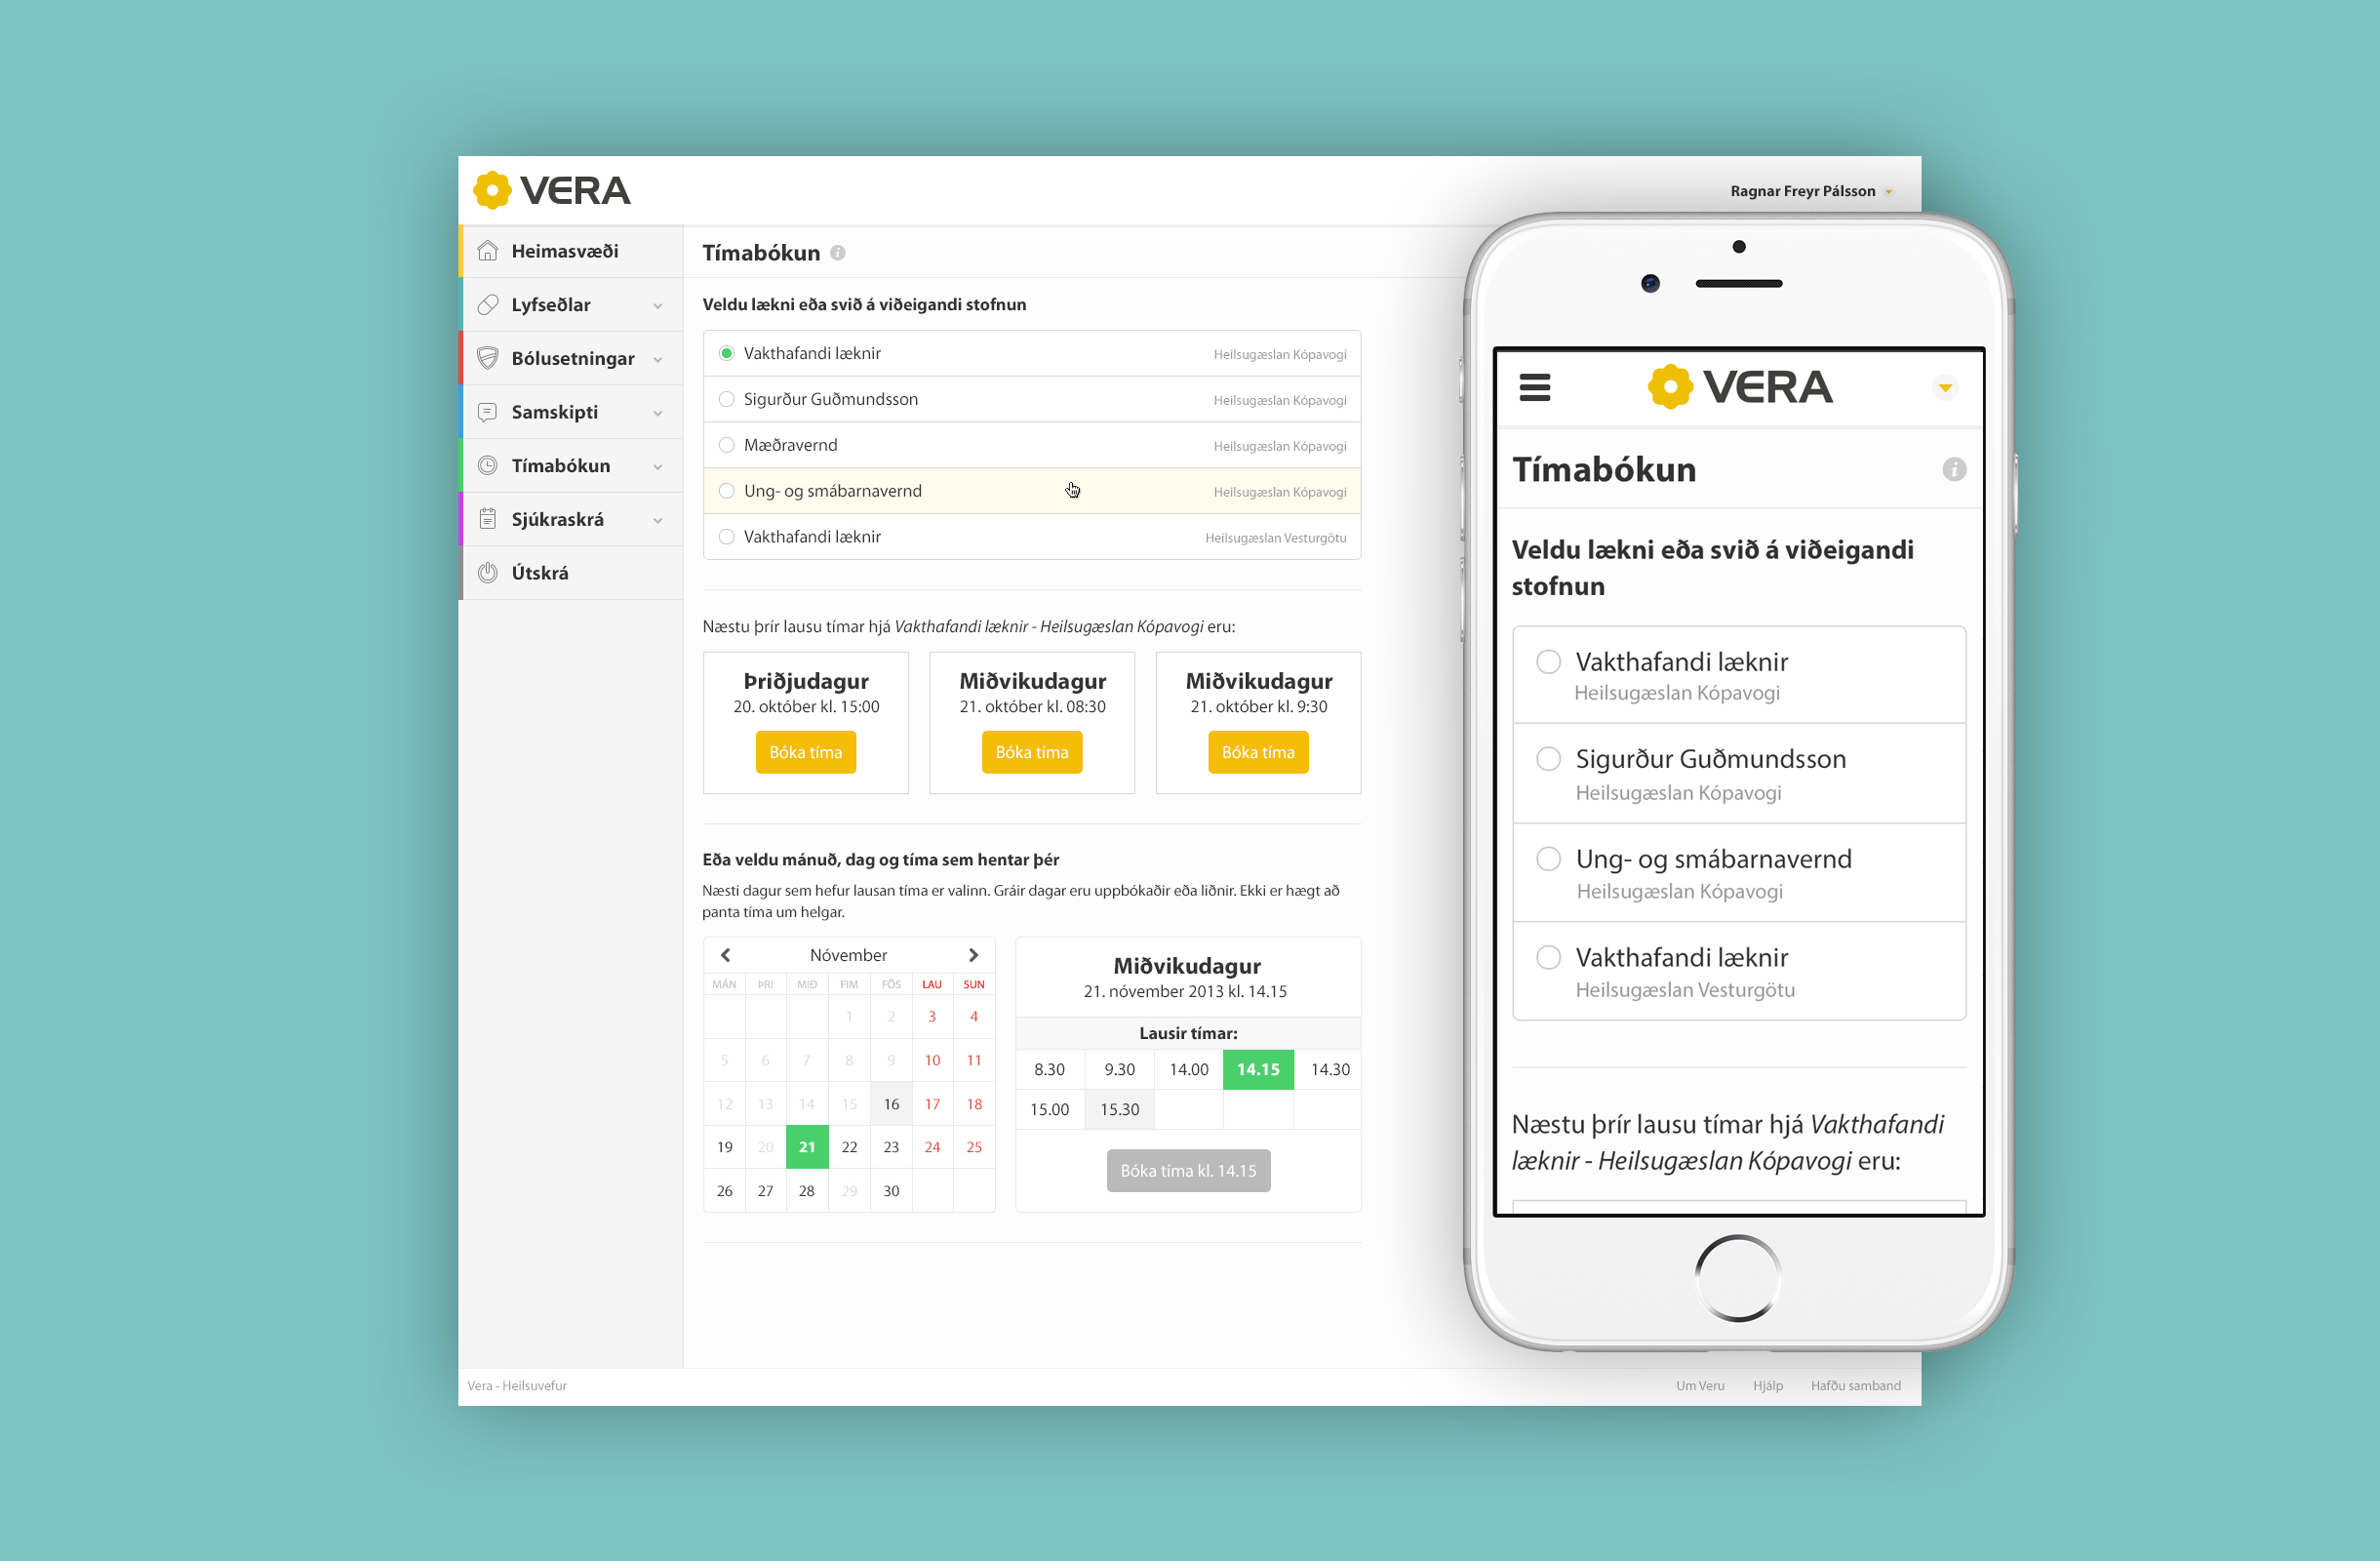 VERA
Ragnar Freyr Pálsson
Heimasvæði
Lyfseðlar
Bólusetningar
Samskipti
Tímabókun
Sjúkraskrá
Útskrá
Tímabókun
Veldu lækni eða svið á viðeigandi stofnun
Vakthafandi læknir Heilsugæslan Kópavogi
Sigurður Guðmundsson Heilsugæslan Kópavogi
Mæðravernd Heilsugæslan Kópavogi
Ung- og smábarnavernd Heilsugæslan Kópavogi
Vakthafandi læknir Heilsugæslan Vesturgötu
Næstu þrír lausu tímar hjá Vakthafandi læknir - Heilsugæslan Kópavogi eru:
Þriðjudagur
20. október kl. 15:00
Bóka tíma
Miðvikudagur
21. október kl. 08:30
Bóka tíma
Miðvikudagur
21. október kl. 9:30
Bóka tíma
Eða veldu mánuð, dag og tíma sem hentar þér
Næsti dagur sem hefur lausan tíma er valinn. Gráir dagar eru uppbókaðir eða liðnir. Ekki er hægt að
panta tíma um helgar.
Nóvember
MÁN ÞRI MIÐ FIM FÖS LAU SUN
1 2 3 4
5 6 7 8 9 10 11
12 13 14 15 16 17 18
19 20 21 22 23 24 25
26 27 28 29 30
Miðvikudagur
21. nóvember 2013 kl. 14.15
Lausir tímar:
8.30 9.30 14.00 14.15 14.30
15.00 15.30
Bóka tíma kl. 14.15
Vera - Heilsuvefur
Um Veru Hjálp Hafðu samband
VERA
Tímabókun
Veldu lækni eða svið á viðeigandi
stofnun
Vakthafandi læknir
Heilsugæslan Kópavogi
Sigurður Guðmundsson
Heilsugæslan Kópavogi
Ung- og smábarnavernd
Heilsugæslan Kópavogi
Vakthafandi læknir
Heilsugæslan Vesturgötu
Næstu þrír lausu tímar hjá Vakthafandi
læknir - Heilsugæslan Kópavogi eru: